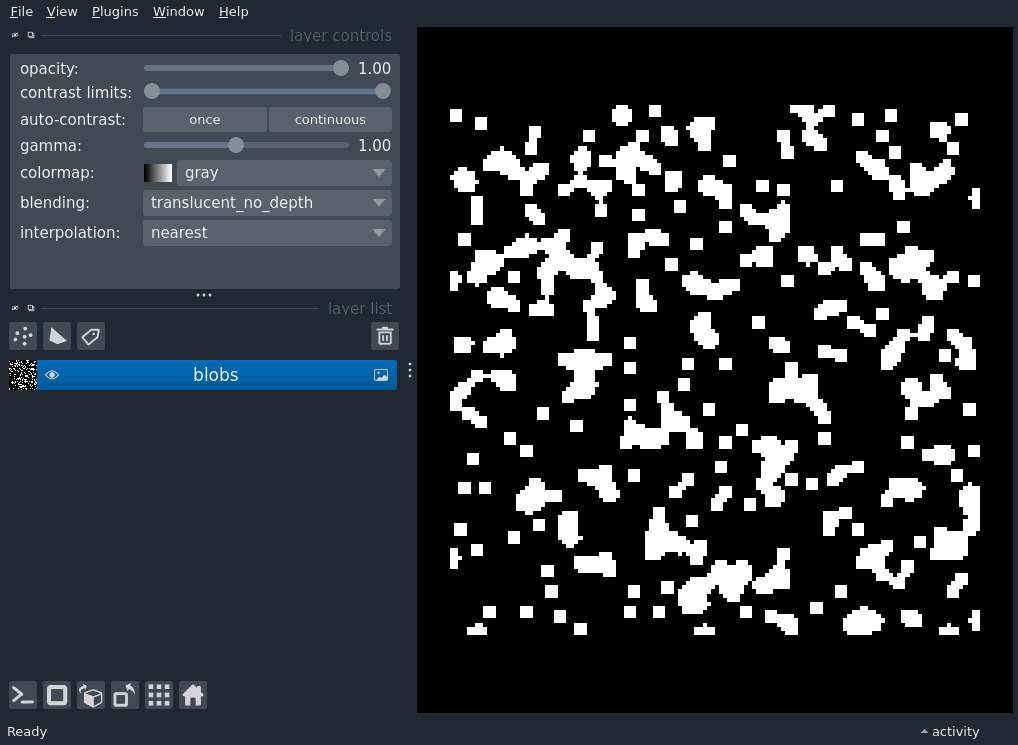 File View Plugins Window Help
layer controls
opacity: 1.00
contrast limits:
auto-contrast: once continuous
gamma: 1.00
colormap: gray
blending: translucent_no_depth
interpolation: nearest
layer list
blobs
Ready
activity